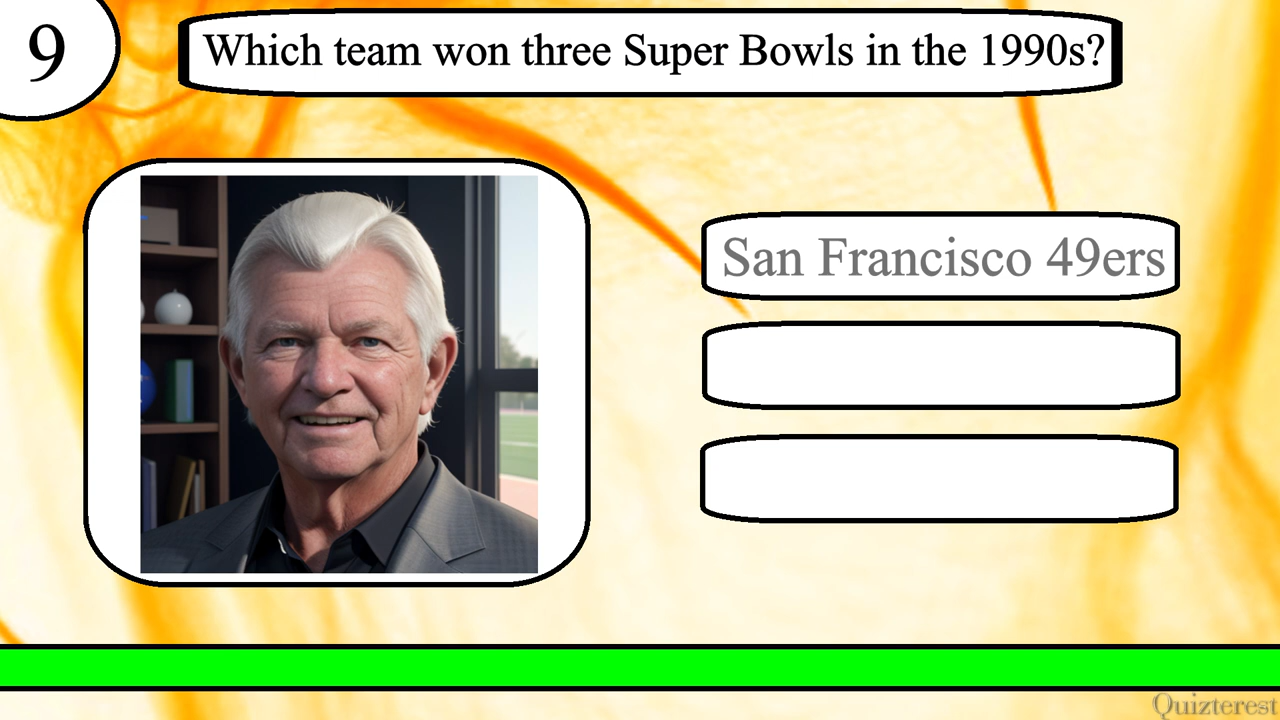 9
Which team won three Super Bowls in the 1990s?
San Francisco 49ers
Quizterest